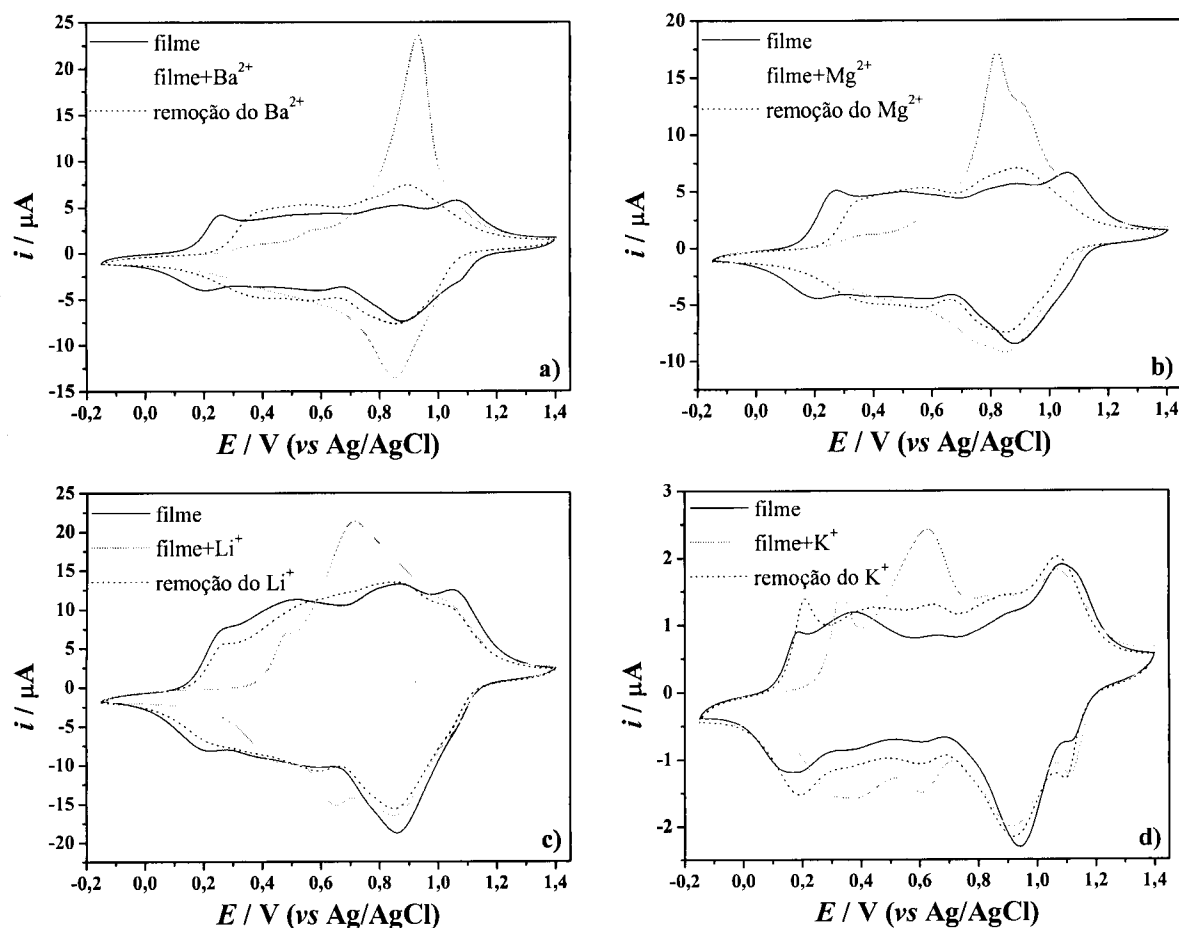 25
20
15
10
5
0
-5
-10
-15
i / μA
filme
filme+Ba²⁺
remoção do Ba²⁺
a)
-0,2 0,0 0,2 0,4 0,6 0,8 1,0 1,2 1,4
E / V (vs Ag/AgCl)
20
15
10
5
0
-5
-10
i / μA
filme
filme+Mg²⁺
remoção do Mg²⁺
b)
-0,2 0,0 0,2 0,4 0,6 0,8 1,0 1,2 1,4
E / V (vs Ag/AgCl)
25
20
15
10
5
0
-5
-10
-15
-20
i / μA
filme
filme+Li⁺
remoção do Li⁺
c)
-0,2 0,0 0,2 0,4 0,6 0,8 1,0 1,2 1,4
E / V (vs Ag/AgCl)
3
2
1
0
-1
-2
i / μA
filme
filme+K⁺
remoção do K⁺
d)
-0,2 0,0 0,2 0,4 0,6 0,8 1,0 1,2 1,4
E / V (vs Ag/AgCl)